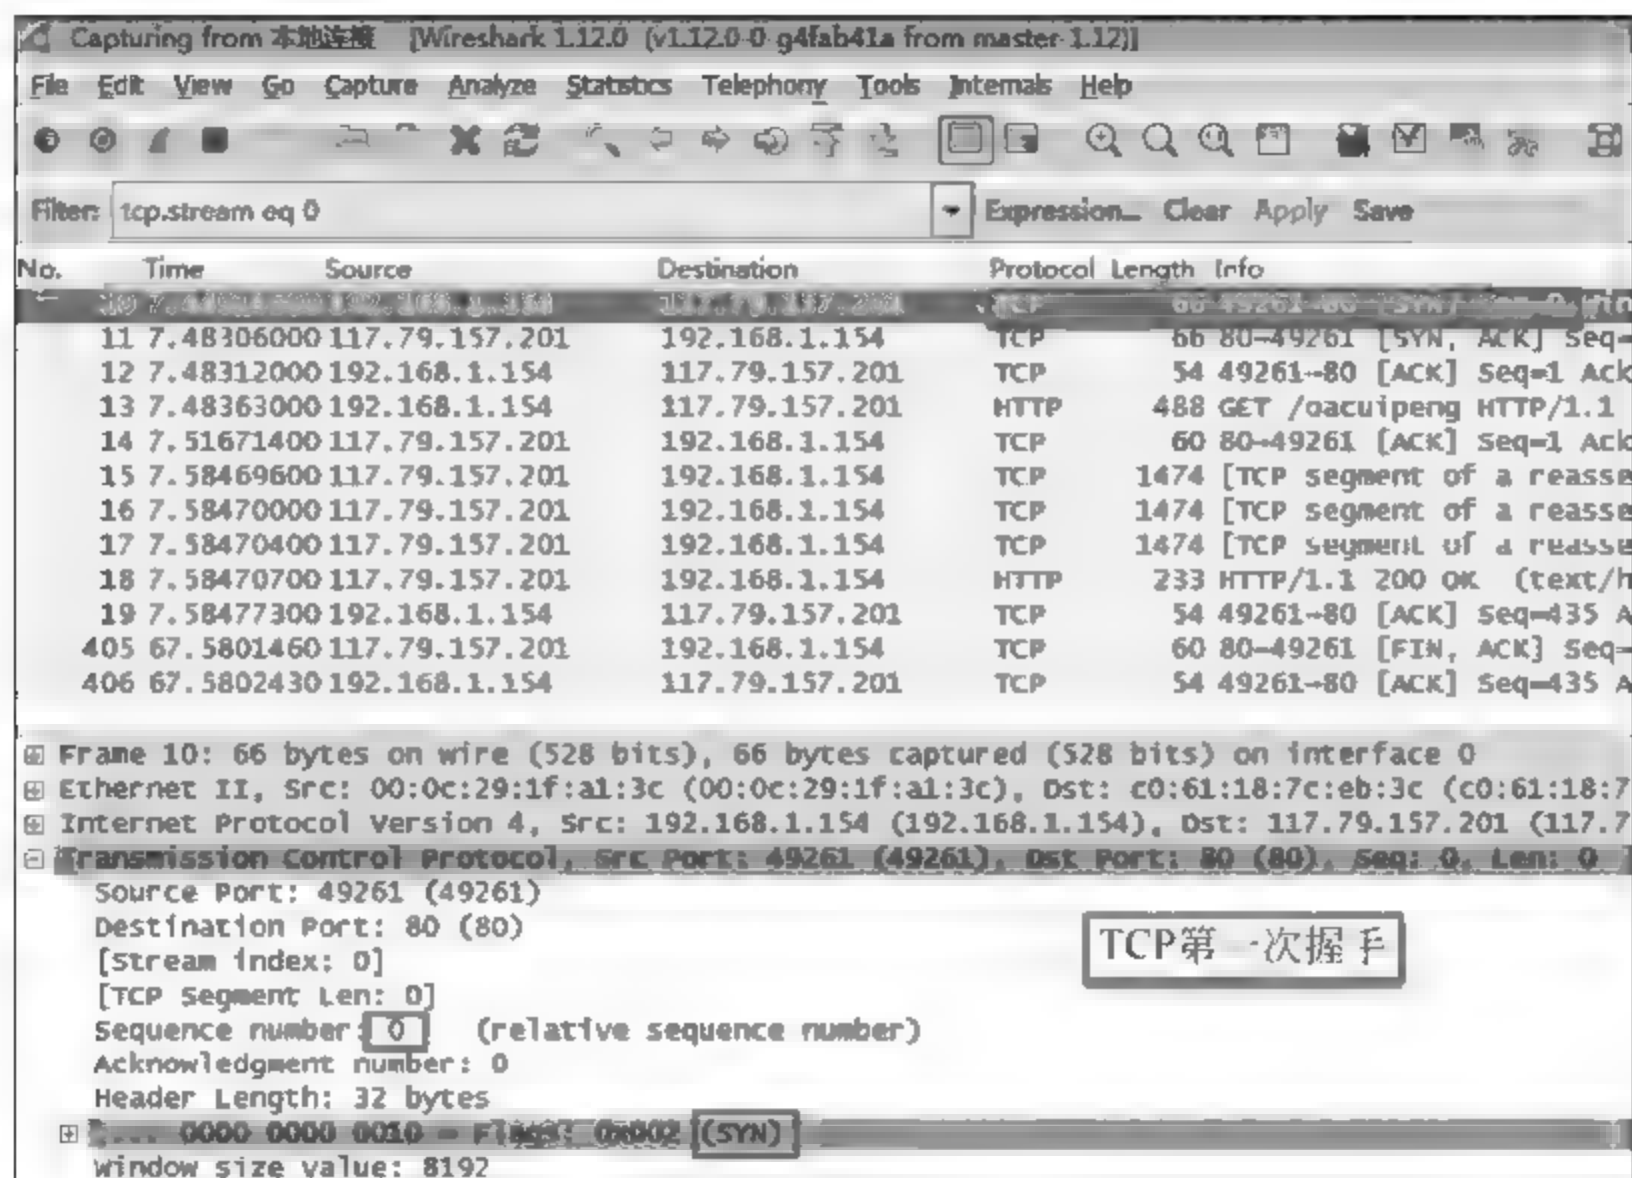 Capturing from 本地连接 [Wireshark 1.12.0 (v1.12.0-0-g4fab41a from master-1.12)]
File Edit View Go Capture Analyze Statistics Telephony Tools Internals Help
Filter: tcp.stream eq 0 Expression... Clear Apply Save
No. Time Source Destination Protocol Length Info
10 192.168.1.154 117.79.157.201 TCP 66 49261→80 [SYN] Seq=0 Win
11 7.48306000 117.79.157.201 192.168.1.154 TCP 66 80→49261 [SYN, ACK] Seq=
12 7.48312000 192.168.1.154 117.79.157.201 TCP 54 49261→80 [ACK] Seq=1 Ack
13 7.48363000 192.168.1.154 117.79.157.201 HTTP 488 GET /oacuipeng HTTP/1.1
14 7.51671400 117.79.157.201 192.168.1.154 TCP 60 80→49261 [ACK] Seq=1 Ack
15 7.58469600 117.79.157.201 192.168.1.154 TCP 1474 [TCP segment of a reasse
16 7.58470000 117.79.157.201 192.168.1.154 TCP 1474 [TCP segment of a reasse
17 7.58470400 117.79.157.201 192.168.1.154 TCP 1474 [TCP segment of a reasse
18 7.58470700 117.79.157.201 192.168.1.154 HTTP 233 HTTP/1.1 200 OK (text/h
19 7.58477300 192.168.1.154 117.79.157.201 TCP 54 49261→80 [ACK] Seq=435 A
405 67.5801460 117.79.157.201 192.168.1.154 TCP 60 80→49261 [FIN, ACK] Seq=
406 67.5802430 192.168.1.154 117.79.157.201 TCP 54 49261→80 [ACK] Seq=435 A
Frame 10: 66 bytes on wire (528 bits), 66 bytes captured (528 bits) on interface 0
Ethernet II, Src: 00:0c:29:1f:a1:3c (00:0c:29:1f:a1:3c), Dst: c0:61:18:7c:eb:3c (c0:61:18:7
Internet Protocol Version 4, Src: 192.168.1.154 (192.168.1.154), Dst: 117.79.157.201 (117.7
Transmission Control Protocol, Src Port: 49261 (49261), Dst Port: 80 (80), Seq: 0, Len: 0
Source Port: 49261 (49261)
Destination Port: 80 (80)
TCP第一次握手
[Stream index: 0]
[TCP Segment Len: 0]
Sequence number: 0 (relative sequence number)
Acknowledgment number: 0
Header Length: 32 bytes
.... 0000 0000 0010 = Flags: 0x002 (SYN)
Window size value: 8192